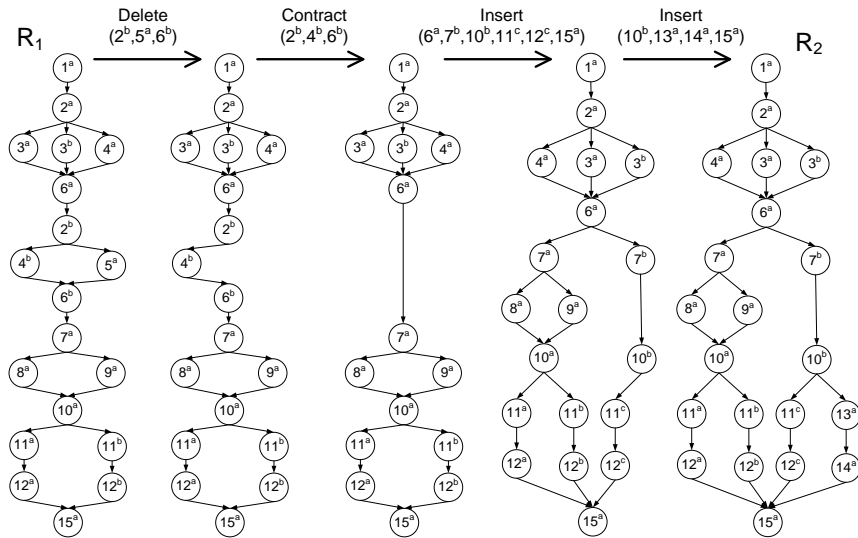 Delete Contract Insert Insert
R₁ (2ᵇ,5ᵃ,6ᵇ) (2ᵇ,4ᵇ,6ᵇ) (6ᵃ,7ᵇ,10ᵇ,11ᶜ,12ᶜ,15ᵃ) (10ᵇ,13ᵃ,14ᵃ,15ᵃ) R₂
1ᵃ 1ᵃ 1ᵃ 1ᵃ 1ᵃ
2ᵃ 2ᵃ 2ᵃ 2ᵃ 2ᵃ
3ᵃ 3ᵇ 4ᵃ 3ᵃ 3ᵇ 4ᵃ 3ᵃ 3ᵇ 4ᵃ 4ᵃ 3ᵃ 3ᵇ 4ᵃ 3ᵃ 3ᵇ
6ᵃ 6ᵃ 6ᵃ 6ᵃ 6ᵃ
2ᵇ 2ᵇ
4ᵇ 5ᵃ 4ᵇ 7ᵃ 7ᵇ 7ᵃ 7ᵇ
6ᵇ 6ᵇ 8ᵃ 9ᵃ 8ᵃ 9ᵃ
7ᵃ 7ᵃ 7ᵃ
10ᵃ 10ᵇ 10ᵃ 10ᵇ
8ᵃ 9ᵃ 8ᵃ 9ᵃ 8ᵃ 9ᵃ
10ᵃ 10ᵃ 10ᵃ 11ᵃ 11ᵇ 11ᶜ 11ᵃ 11ᵇ 11ᶜ 13ᵃ
11ᵃ 11ᵇ 11ᵃ 11ᵇ 11ᵃ 11ᵇ
12ᵃ 12ᵇ 12ᶜ 12ᵃ 12ᵇ 12ᶜ 14ᵃ
12ᵃ 12ᵇ 12ᵃ 12ᵇ 12ᵃ 12ᵇ
15ᵃ 15ᵃ 15ᵃ 15ᵃ 15ᵃ